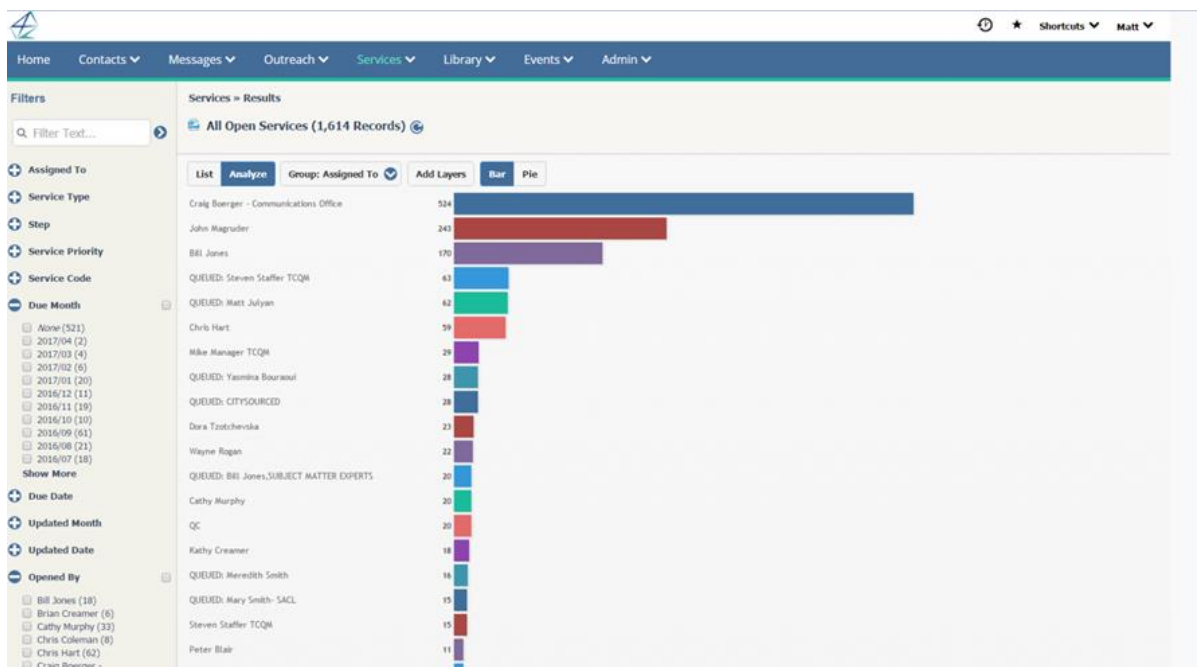 Shortcuts Matt
Home Contacts Messages Outreach Services Library Events Admin
Filters
Filter Text...
Assigned To
Service Type
Step
Service Priority
Service Code
Due Month
None (521)
2017/04 (2)
2017/03 (4)
2017/02 (6)
2017/01 (20)
2016/12 (11)
2016/11 (19)
2016/10 (10)
2016/09 (61)
2016/08 (21)
2016/07 (18)
Show More
Due Date
Updated Month
Updated Date
Opened By
Bill Jones (18)
Brian Creamer (6)
Cathy Murphy (33)
Chris Coleman (8)
Chris Hart (62)
Craig Boerger -
Services » Results
All Open Services (1,614 Records)
List Analyze Group: Assigned To Add Layers Bar Pie
Craig Boerger - Communications Office 524
John Magruder 243
Bill Jones 170
QUEUED: Steven Staffer TCQM 63
QUEUED: Matt Julyan 62
Chris Hart 59
Mike Manager TCQM 29
QUEUED: Yasmina Bouraoui 28
QUEUED: CITYSOURCED 28
Dora Tzotchevska 23
Wayne Rogan 22
QUEUED: Bill Jones,SUBJECT MATTER EXPERTS 20
Cathy Murphy 20
QC 20
Kathy Creamer 18
QUEUED: Meredith Smith 16
QUEUED: Mary Smith- SACL 15
Steven Staffer TCQM 15
Peter Blair 11